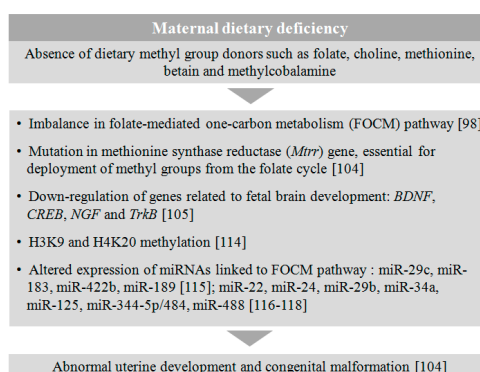 Maternal dietary deficiency
Absence of dietary methyl group donors such as folate, choline, methionine,
betain and methylcobalamine
• Imbalance in folate-mediated one-carbon metabolism (FOCM) pathway [98]
• Mutation in methionine synthase reductase (Mtrr) gene, essential for
deployment of methyl groups from the folate cycle [104]
• Down-regulation of genes related to fetal brain development: BDNF,
CREB, NGF and TrkB [105]
• H3K9 and H4K20 methylation [114]
• Altered expression of miRNAs linked to FOCM pathway : miR-29c, miR-
183, miR-422b, miR-189 [115]; miR-22, miR-24, miR-29b, miR-34a,
miR-125, miR-344-5p/484, miR-488 [116-118]
Abnormal uterine development and congenital malformation [104]